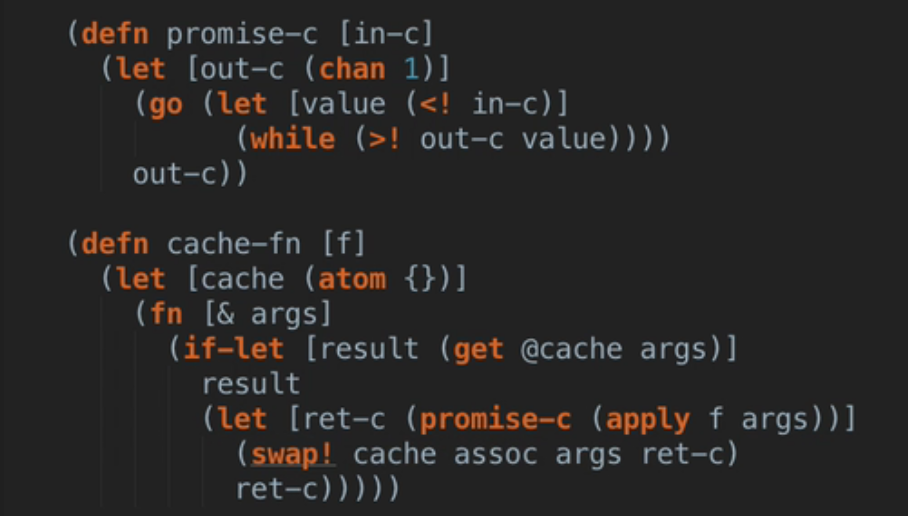 (defn promise-c [in-c]
  (let [out-c (chan 1)]
    (go (let [value (<! in-c)]
          (while (>! out-c value))))
    out-c))

(defn cache-fn [f]
  (let [cache (atom {})]
    (fn [& args]
      (if-let [result (get @cache args)]
        result
        (let [ret-c (promise-c (apply f args))]
          (swap! cache assoc args ret-c)
          ret-c)))))